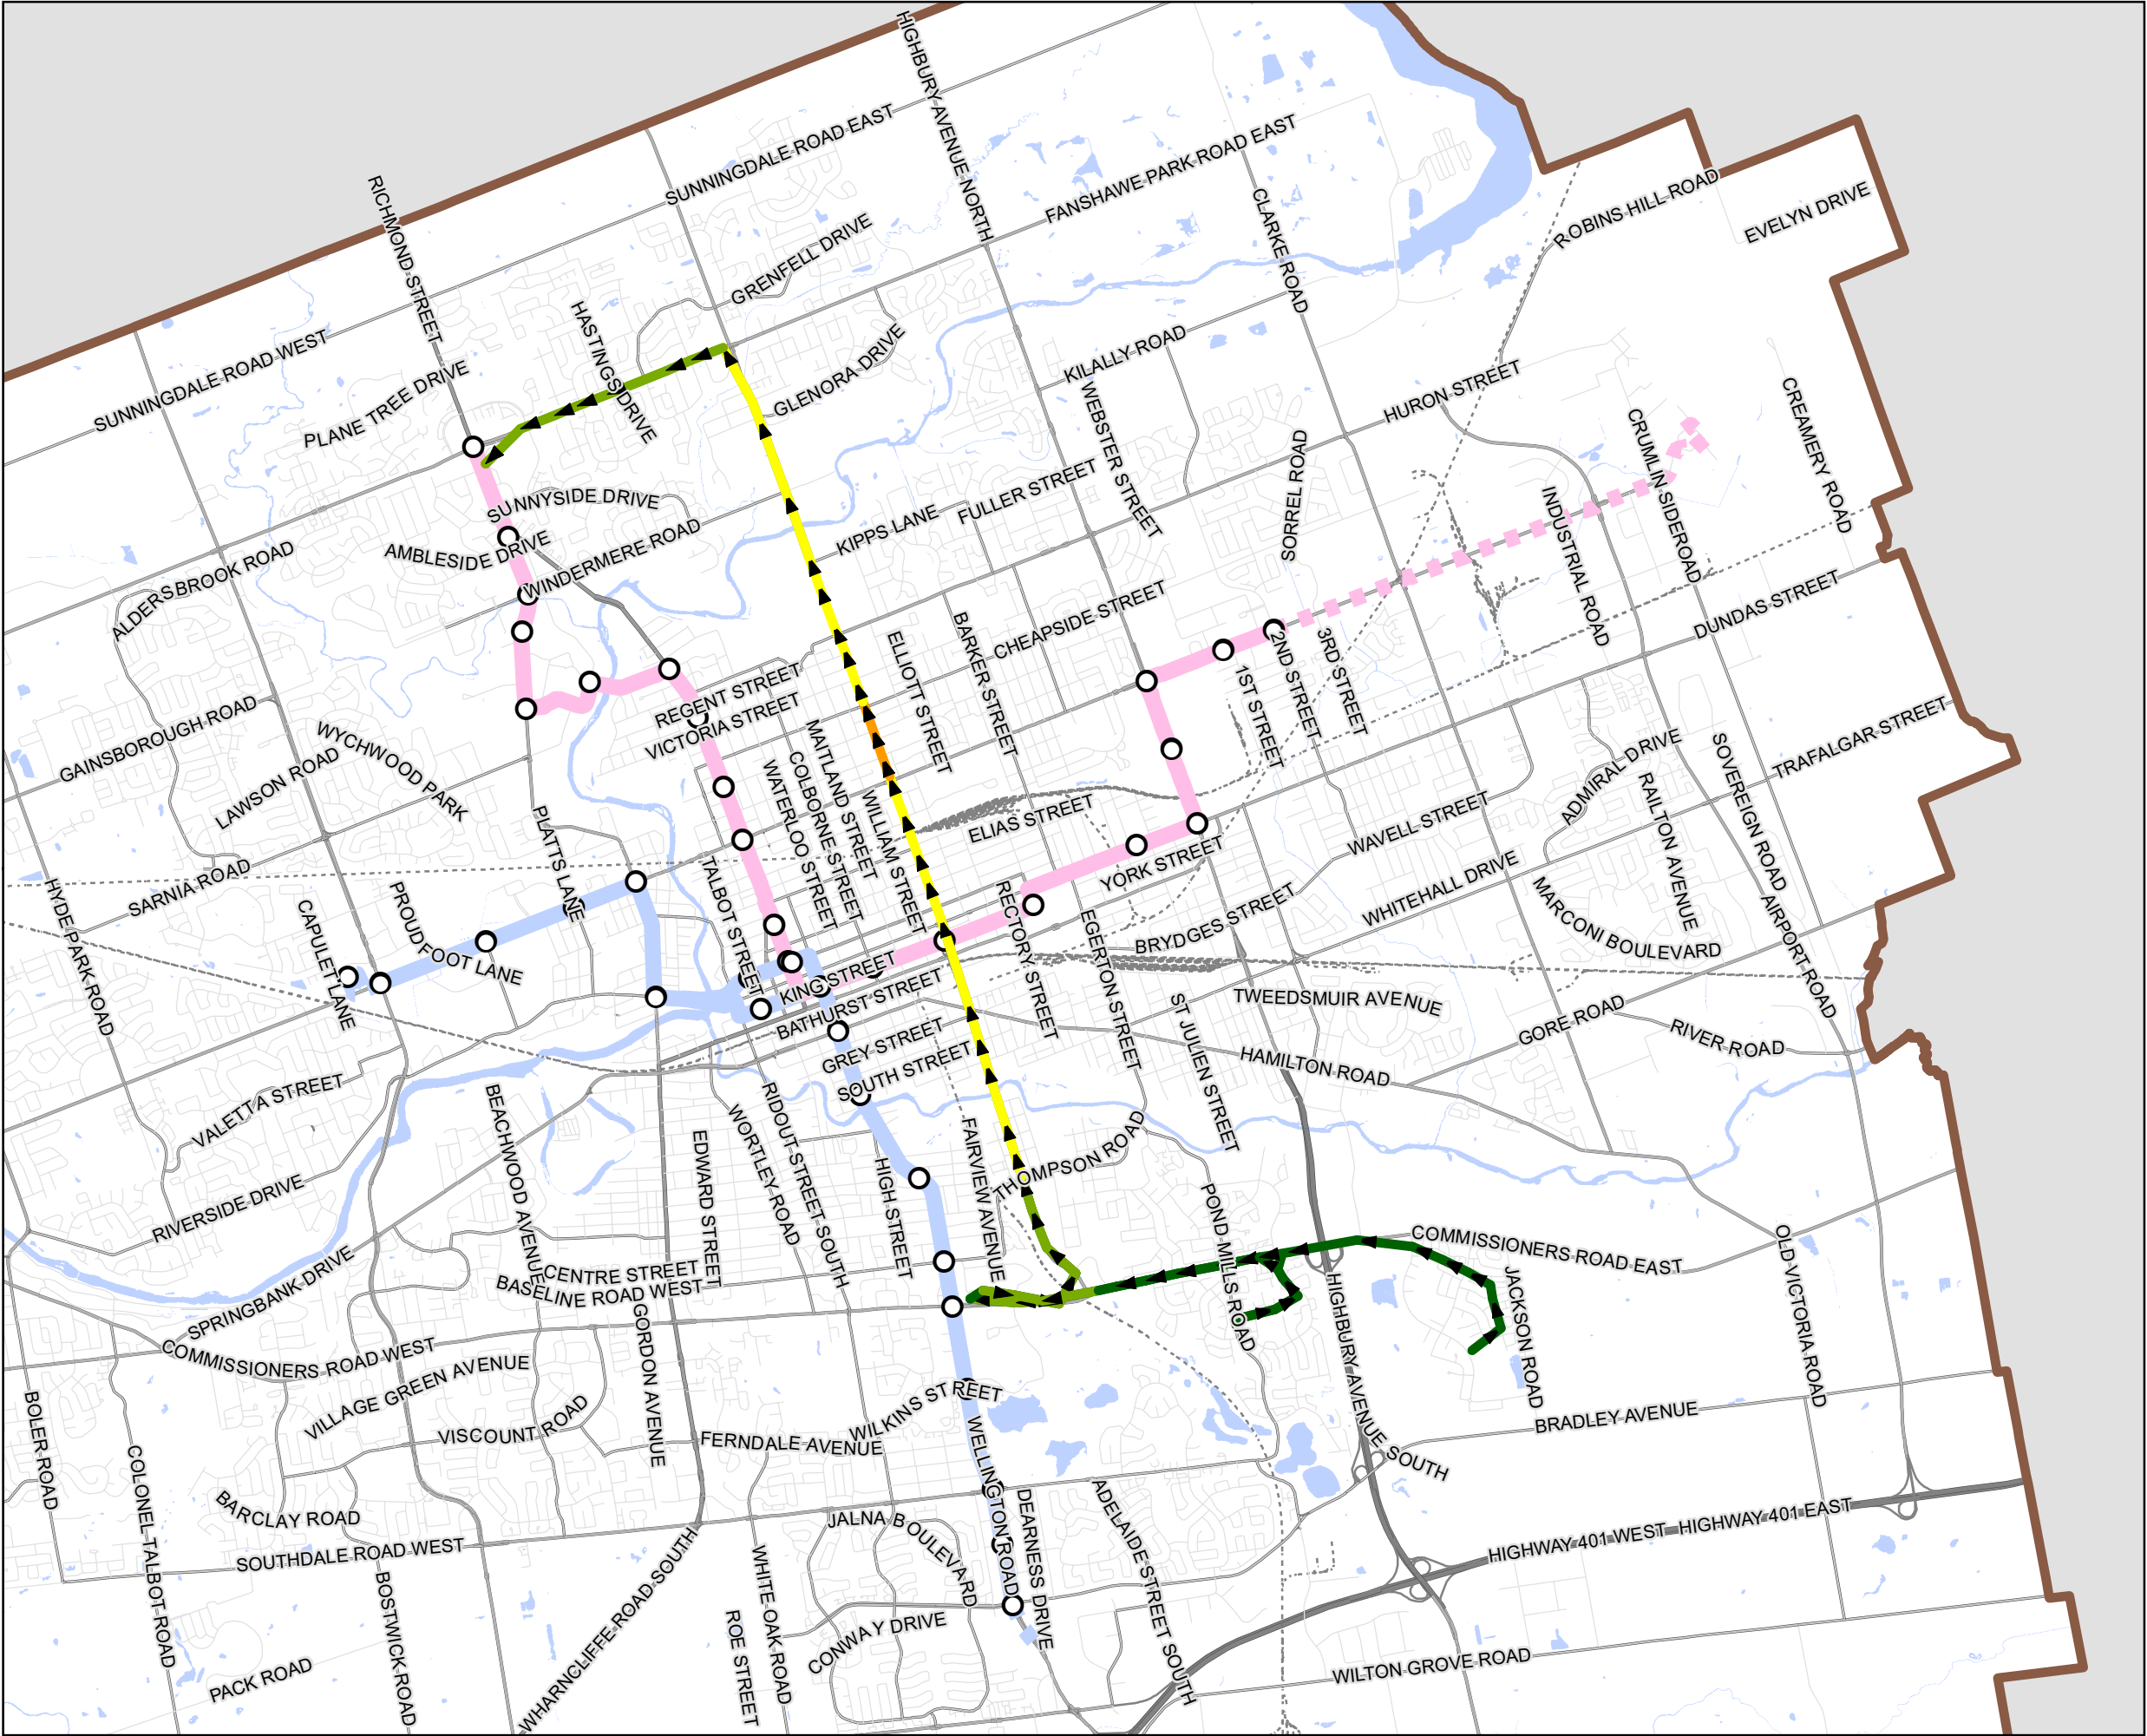 HIGHBURY AVENUE NORTH
SUNNINGDALE ROAD EAST
FANSHAWE PARK ROAD EAST
RICHMOND STREET
CLARKE ROAD
ROBINS HILL ROAD
EVELYN DRIVE
GRENFELL DRIVE
HASTINGS DRIVE
SUNNINGDALE ROAD WEST
PLANE TREE DRIVE
GLENORA DRIVE
KILALLY ROAD
HURON STREET
WEBSTER STREET
CREAMERY ROAD
CRUMLIN SIDEROAD
SORREL ROAD
SUNNYSIDE DRIVE
FULLER STREET
KIPPS LANE
INDUSTRIAL ROAD
AMBLESIDE DRIVE
WINDERMERE ROAD
ALDERSBROOK ROAD
DUNDAS STREET
CHEAPSIDE STREET
BARKER STREET
ELLIOTT STREET
2ND STREET
3RD STREET
1ST STREET
REGENT STREET
VICTORIA STREET
GAINSBOROUGH ROAD
WYCHWOOD PARK
LAWSON ROAD
MAITLAND STREET
COLBORNE STREET
WATERLOO STREET
WILLIAM STREET
TRAFALGAR STREET
ADMIRAL DRIVE
SOVEREIGN ROAD
RAILTON AVENUE
PLATTS LANE
ELIAS STREET
WAVELL STREET
YORK STREET
WHITEHALL DRIVE
SARNIA ROAD
HYDE PARK ROAD
TALBOT STREET
PROUDFOOT LANE
CAPULET LANE
RECTORY STREET
EGERTON STREET
BRYDGES STREET
MARCONI BOULEVARD
AIRPORT ROAD
KING STREET
BATHURST STREET
TWEEDSMUIR AVENUE
GORE ROAD
RIVER ROAD
ST JULIEN STREET
GREY STREET
SOUTH STREET
HAMILTON ROAD
VALETTA STREET
BEACHWOOD AVENUE
RIDOUT STREET SOUTH
WORTLEY ROAD
EDWARD STREET
HIGH STREET
FAIRVIEW AVENUE
THOMPSON ROAD
POND MILLS ROAD
RIVERSIDE DRIVE
COMMISSIONERS ROAD EAST
OLD VICTORIA ROAD
SPRINGBANK DRIVE
CENTRE STREET
BASELINE ROAD WEST
GORDON AVENUE
HIGHBURY AVENUE SOUTH
JACKSON ROAD
COMMISSIONERS ROAD WEST
VILLAGE GREEN AVENUE
BOLER ROAD
VISCOUNT ROAD
FERNDALE AVENUE
WILKINS STREET
WELLINGTON ROAD
BRADLEY AVENUE
COLONEL TALBOT ROAD
BARCLAY ROAD
JALNA BOULEVARD
DEARNESS DRIVE
ADELAIDE STREET SOUTH
HIGHWAY 401 WEST
HIGHWAY 401 EAST
SOUTHDALE ROAD WEST
BOSTWICK ROAD
WHARNCLIFFE ROAD SOUTH
WHITE OAK ROAD
ROE STREET
CONWAY DRIVE
PACK ROAD
WILTON GROVE ROAD